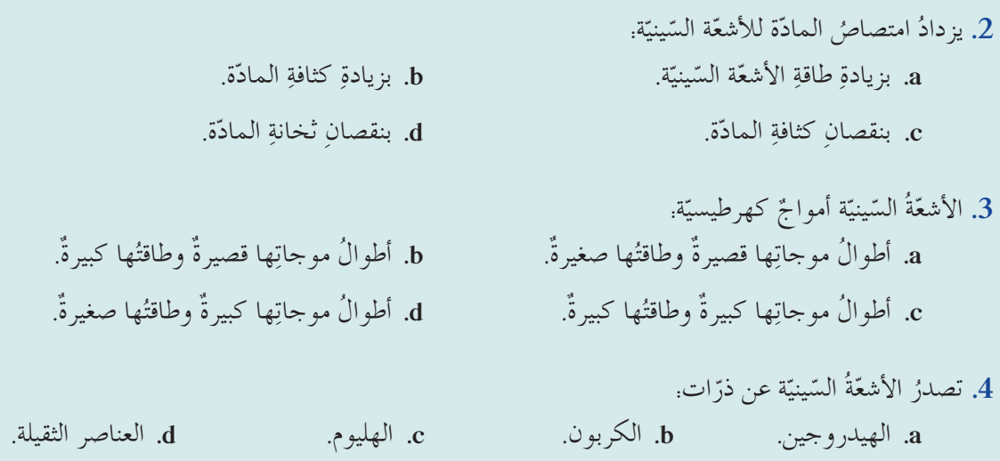 2. يزدادُ امتصاصُ المادّة للأشعّة السّينيّة:
a. بزيادةِ طاقةِ الأشعّة السّينيّة. b. بزيادةِ كثافةِ المادّة.
c. بنقصانِ كثافةِ المادّة. d. بنقصانِ ثخانةِ المادّة.
3. الأشعّةُ السّينيّة أمواجٌ كهرطيسيّة:
a. أطوالُ موجاتِها قصيرةٌ وطاقتُها صغيرةٌ. b. أطوالُ موجاتِها قصيرةٌ وطاقتُها كبيرةٌ.
c. أطوالُ موجاتِها كبيرةٌ وطاقتُها كبيرةٌ. d. أطوالُ موجاتِها كبيرةٌ وطاقتُها صغيرةٌ.
4. تصدرُ الأشعّةُ السّينيّة عن ذرّات:
a. الهيدروجين. b. الكربون. c. الهليوم. d. العناصر الثقيلة.